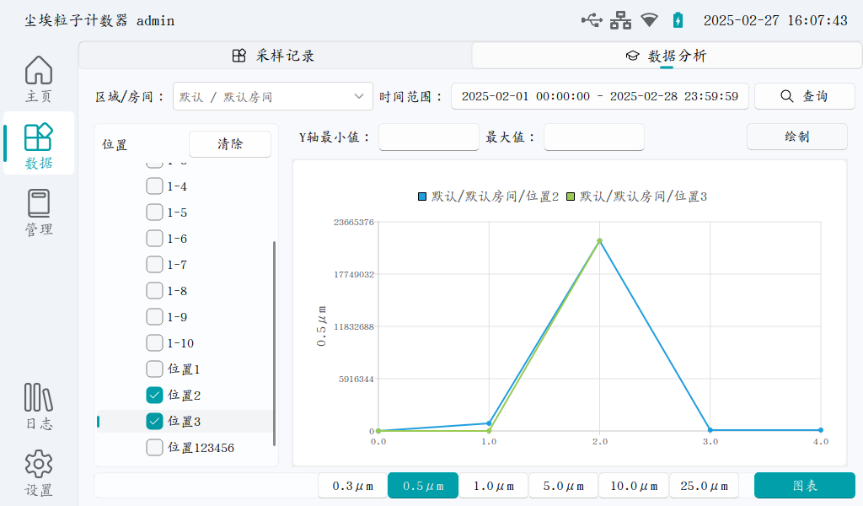 尘埃粒子计数器 admin
2025-02-27 16:07:43
主页
数据
管理
日志
设置
采样记录
数据分析
区域/房间：
默认 / 默认房间
时间范围：
2025-02-01 00:00:00 - 2025-02-28 23:59:59
查询
位置
清除
1-4
1-5
1-6
1-7
1-8
1-9
1-10
位置1
位置2
位置3
位置123456
Y轴最小值：
最大值：
绘制
默认/默认房间/位置2
默认/默认房间/位置3
23665376
17749032
11832688
5916344
0
0.5μm
0.0
1.0
2.0
3.0
4.0
0.3μm
0.5μm
1.0μm
5.0μm
10.0μm
25.0μm
图表